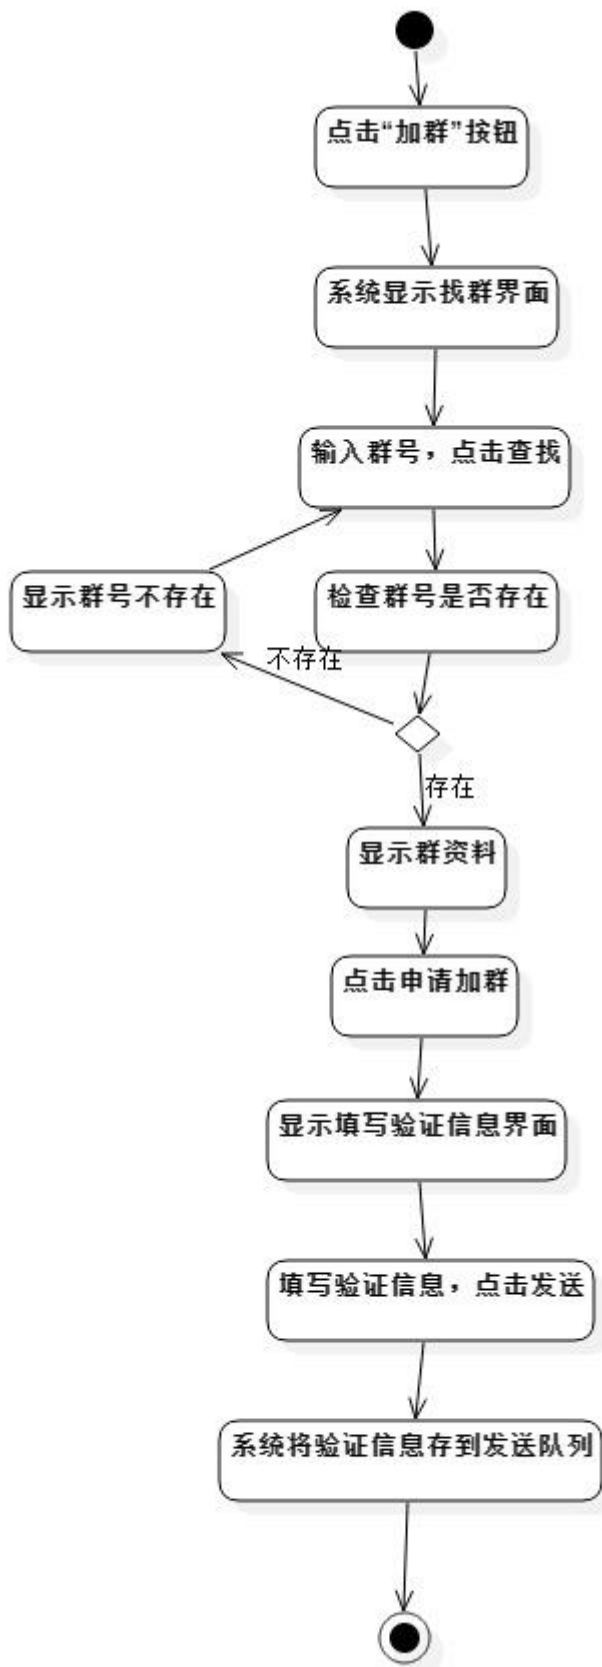 点击“加群”按钮
系统显示找群界面
输入群号，点击查找
显示群号不存在
检查群号是否存在
不存在
存在
显示群资料
点击申请加群
显示填写验证信息界面
填写验证信息，点击发送
系统将验证信息存到发送队列